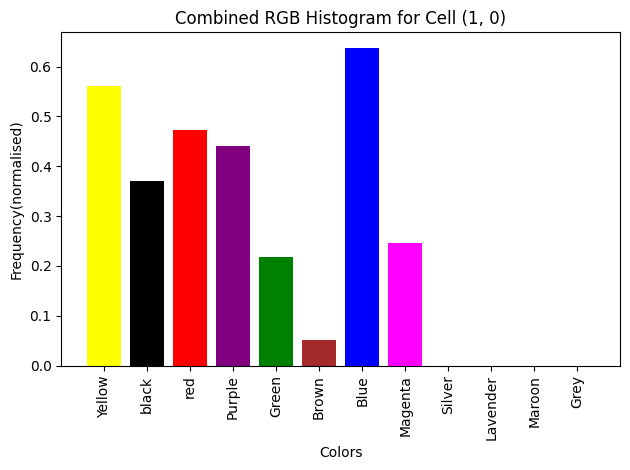 Combined RGB Histogram for Cell (1, 0)
Frequency(normalised)
0.6
0.5
0.4
0.3
0.2
0.1
0.0
Yellow
black
red
Purple
Green
Brown
Blue
Magenta
Silver
Lavender
Maroon
Grey
Colors